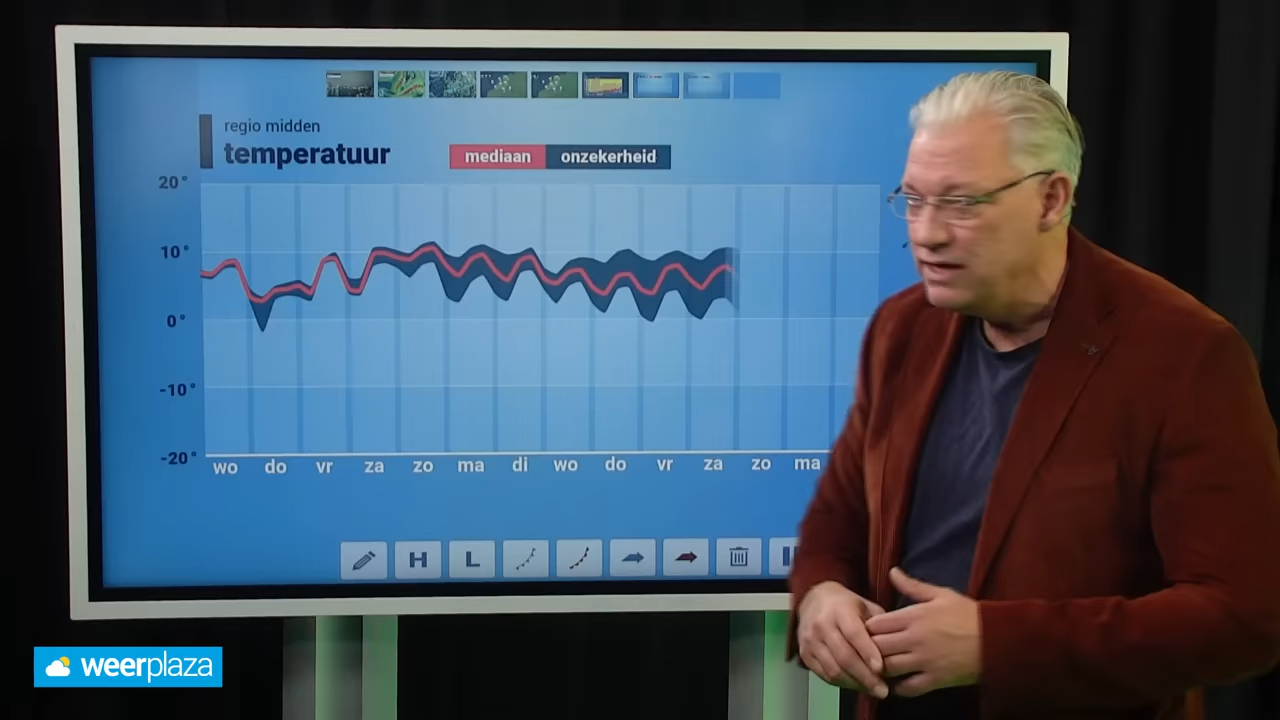 regio midden
temperatuur
mediaan onzekerheid
20°
10°
0°
-10°
-20°
wo do vr za zo ma di wo do vr za zo ma
H L
weerplaza